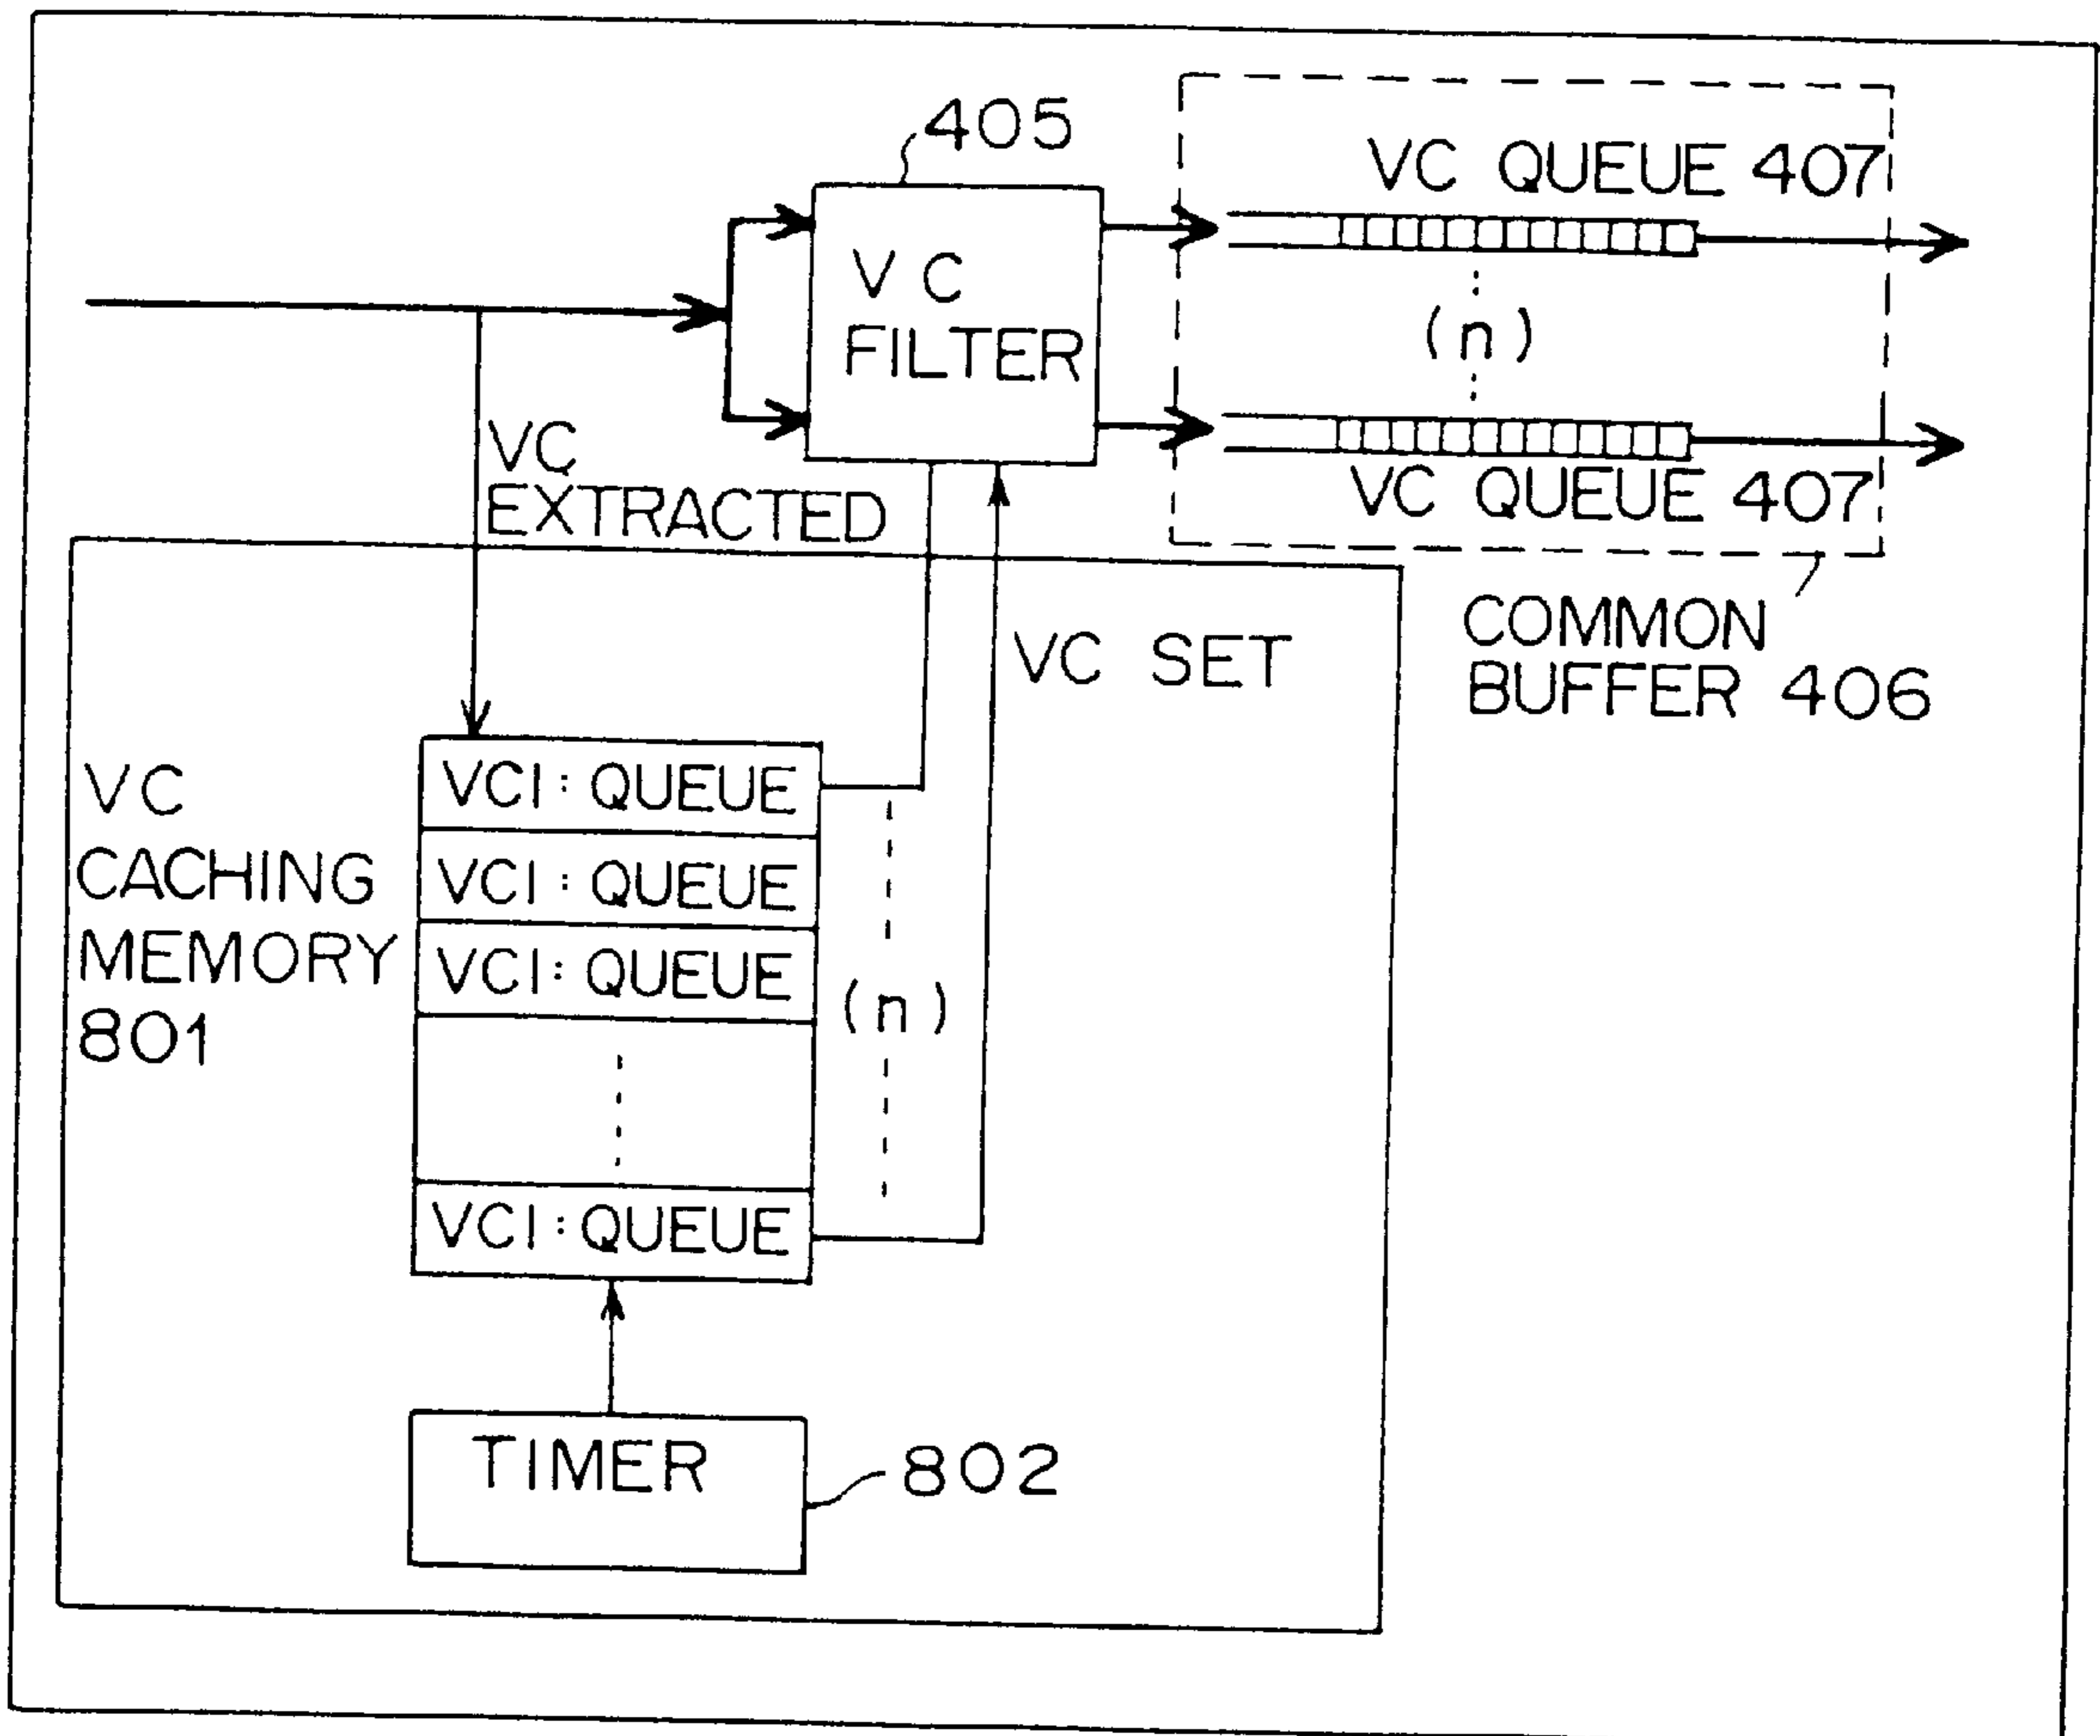 405
VC QUEUE 407
VC
FILTER
(n)
VC QUEUE 407
VC
EXTRACTED
COMMON
BUFFER 406
VC SET
VC
CACHING
MEMORY
801
VCI: QUEUE
VCI: QUEUE
VCI: QUEUE
(n)
VCI: QUEUE
TIMER
802